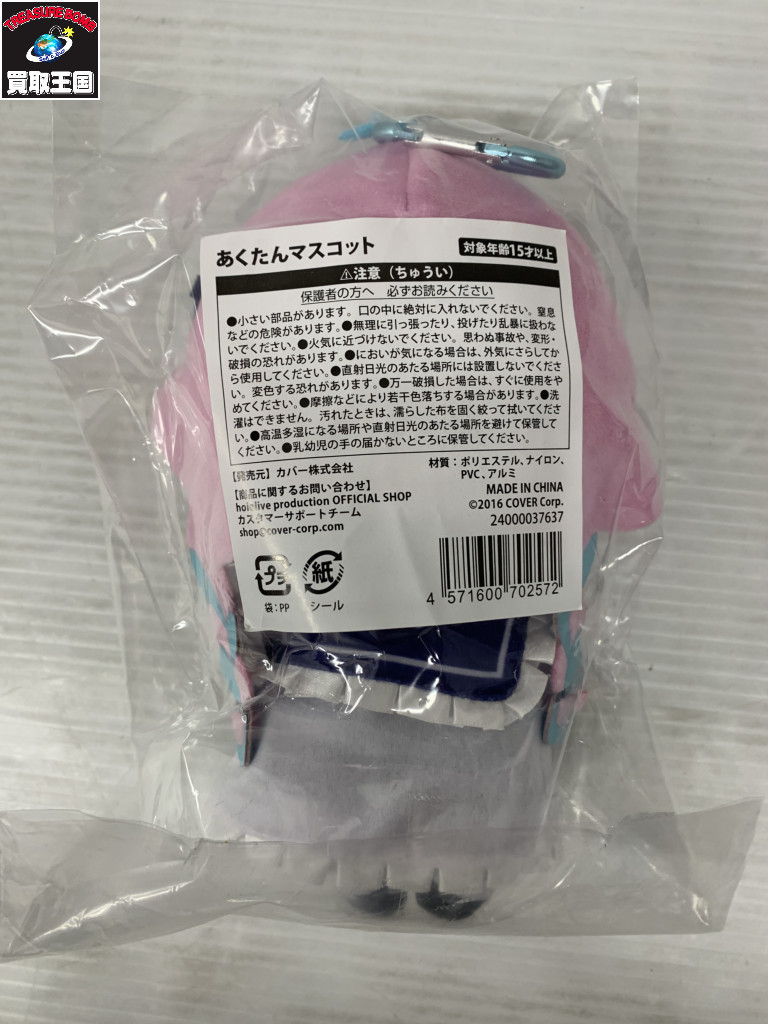 TREASURE BOMB
買取王国
あくたんマスコット
対象年齢15才以上
⚠注意（ちゅうい）
保護者の方へ 必ずお読みください
●小さい部品があります。口の中に絶対に入れないでください。窒息
などの危険があります。●無理に引っ張ったり、投げたり乱暴に扱わな
いでください。●火気に近づけないでください。思わぬ事故や、変形・
破損の恐れがあります。●においが気になる場合は、外気にさらしてか
ら使用してください。●直射日光のあたる場所には設置しないでくださ
い。変色する恐れがあります。●万一破損した場合は、すぐに使用をや
めてください。●摩擦などにより若干色落ちする場合があります。●洗
濯はできません。汚れたときは、濡らした布を固く絞って拭いてくださ
い。●高温多湿になる場所や直射日光のあたる場所を避けて保管して
ください。●乳幼児の手の届かないところに保管してください。
【発売元】カバー株式会社
【商品に関するお問い合わせ】
hololive production OFFICIAL SHOP
カスタマーサポートチーム
shop@cover-corp.com
材質：ポリエステル、ナイロン、
PVC、アルミ
MADE IN CHINA
©2016 COVER Corp.
24000037637
プラ
紙
袋：PP
シール
4 571600 702572